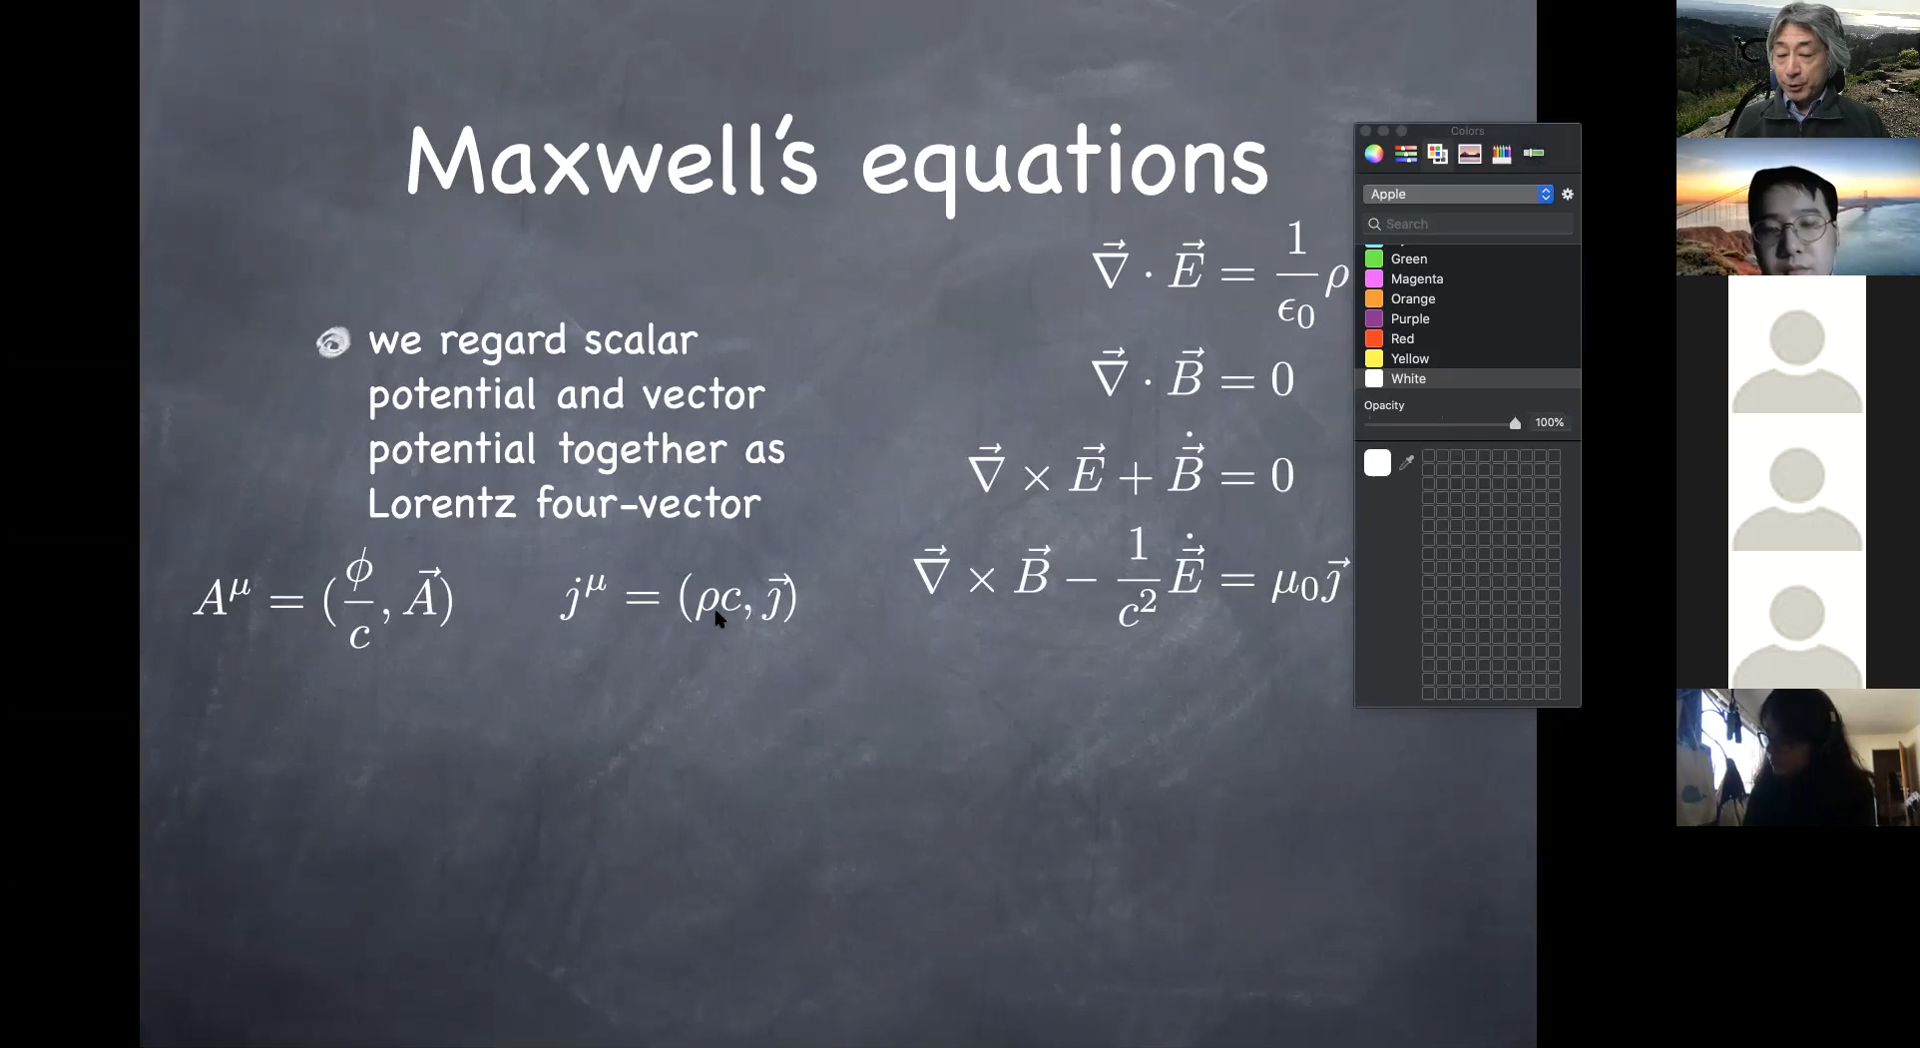 Maxwell's equations
we regard scalar
potential and vector
potential together as
Lorentz four-vector
A^μ = (ϕ/c, A⃗)
j^μ = (ρc, ȷ⃗)
∇⃗ · E⃗ = 1/ϵ₀ ρ
∇⃗ · B⃗ = 0
∇⃗ × E⃗ + Ḃ⃗ = 0
∇⃗ × B⃗ − 1/c² Ė⃗ = μ₀ȷ⃗
Colors
Apple
Search
Green
Magenta
Orange
Purple
Red
Yellow
White
Opacity
100%